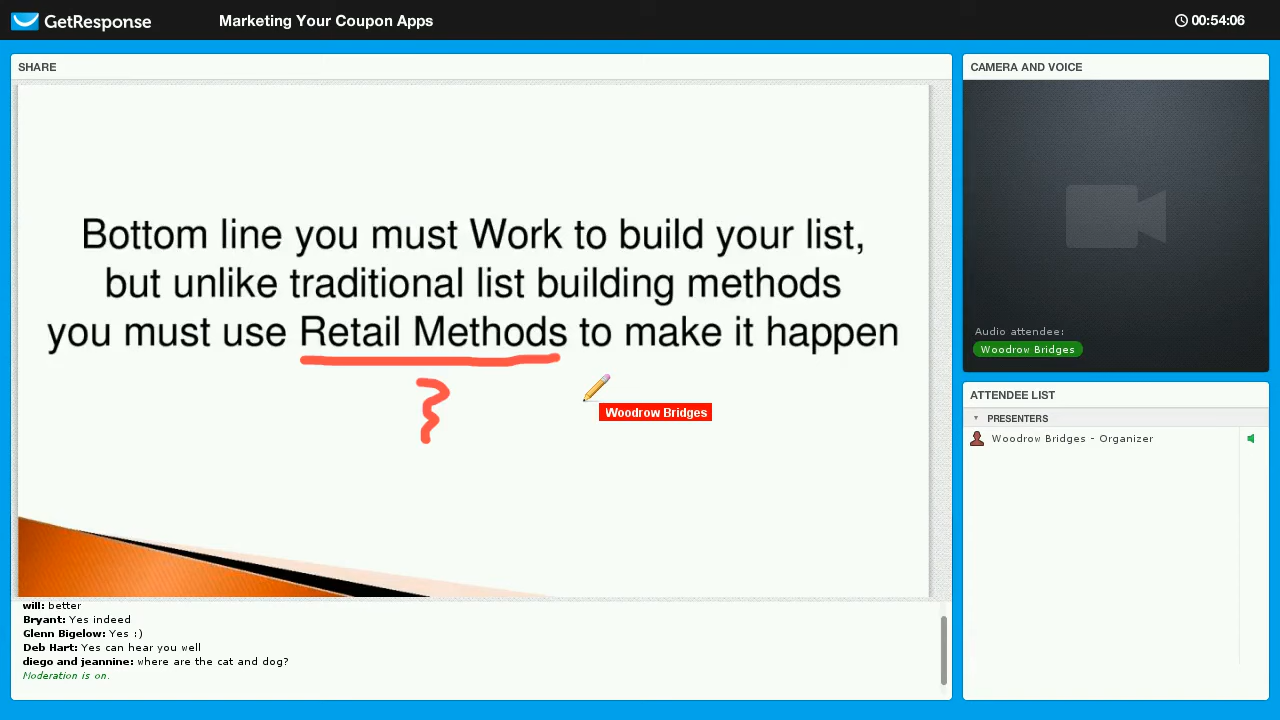 GetResponse
Marketing Your Coupon Apps
00:54:06
SHARE
Bottom line you must Work to build your list,
but unlike traditional list building methods
you must use Retail Methods to make it happen
?
Woodrow Bridges
will: better
Bryant: Yes indeed
Glenn Bigelow: Yes :)
Deb Hart: Yes can hear you well
diego and jeannine: where are the cat and dog?
Moderation is on.
CAMERA AND VOICE
Audio attendee:
Woodrow Bridges
ATTENDEE LIST
PRESENTERS
Woodrow Bridges - Organizer